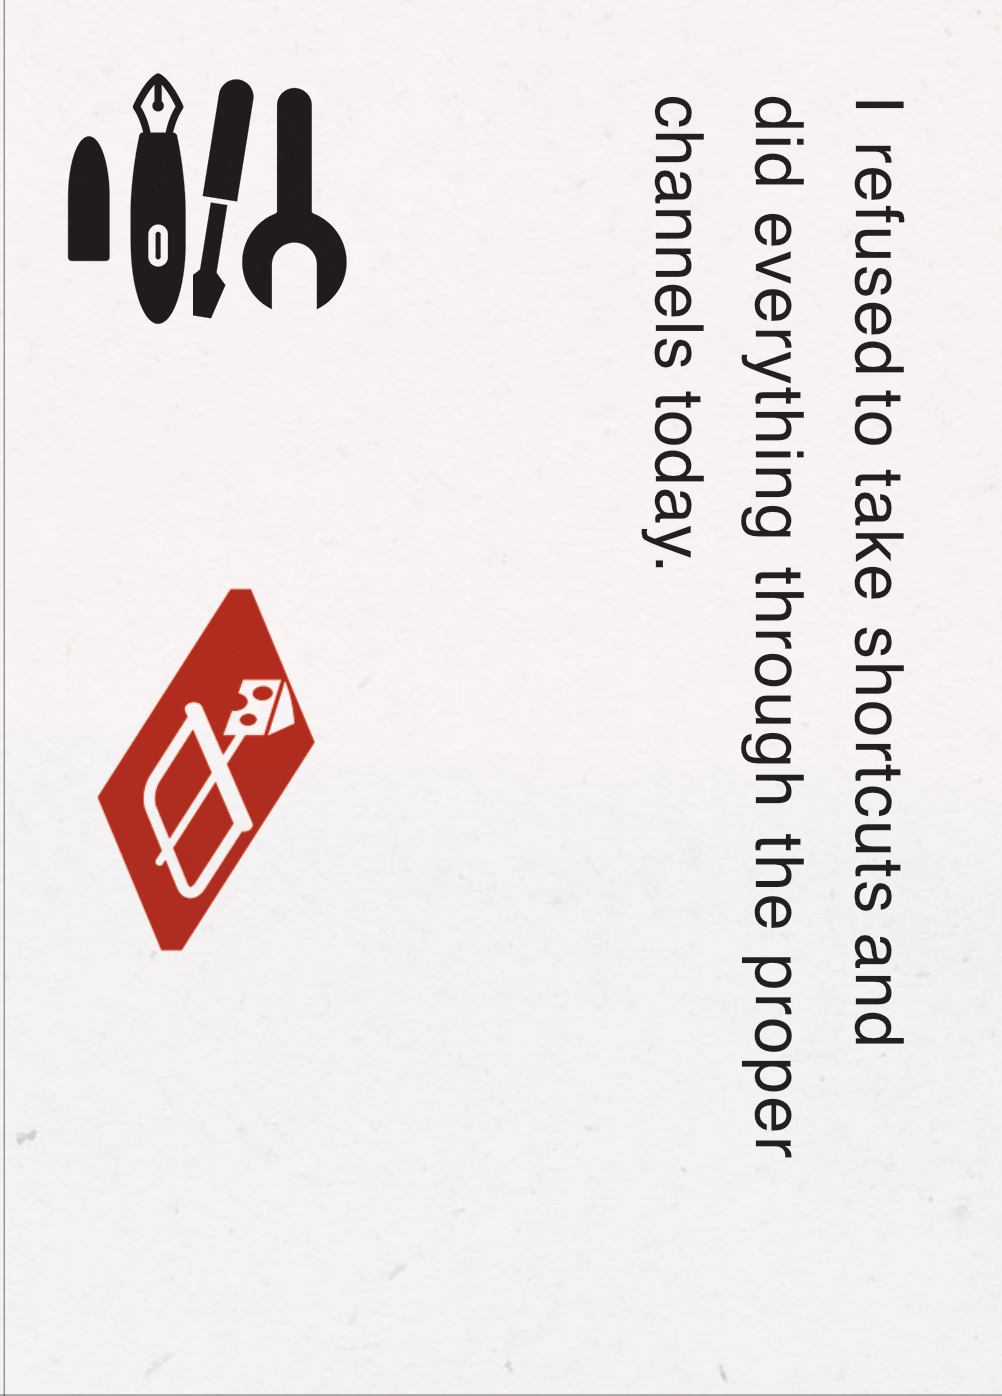 I refused to take shortcuts and
did everything through the proper
channels today.